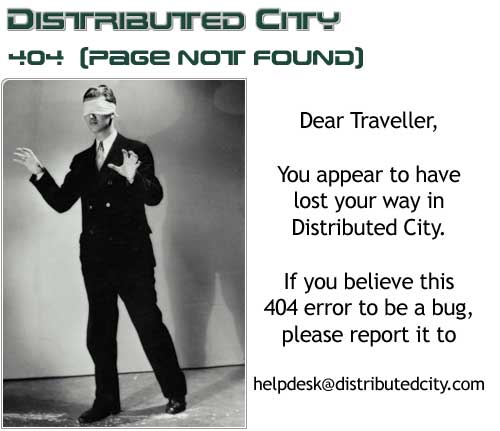 Distributed City
404 (Page not found)
Dear Traveller,
You appear to have
lost your way in
Distributed City.
If you believe this
404 error to be a bug,
please report it to
helpdesk@distributedcity.com